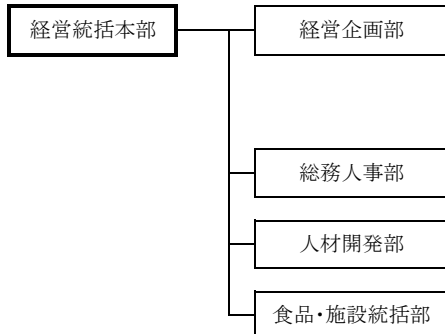 経営統括本部
経営企画部
総務人事部
人材開発部
食品・施設統括部